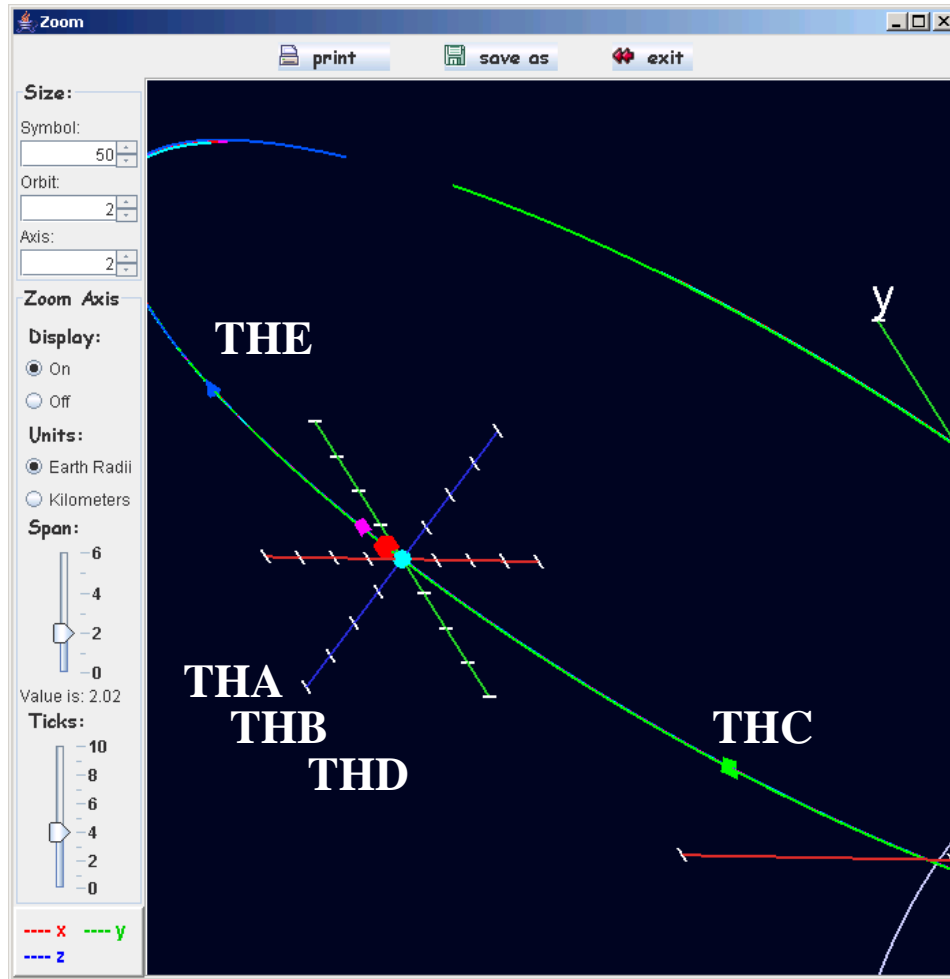 Zoom
print save as exit
Size:
Symbol:
50
Orbit:
2
Axis:
2
Zoom Axis
Display:
On
Off
Units:
Earth Radii
Kilometers
Span:
6
4
2
0
Value is: 2.02
Ticks:
10
8
6
4
2
0
---- x ---- y
---- z
y
THE
THA
THB
THD
THC